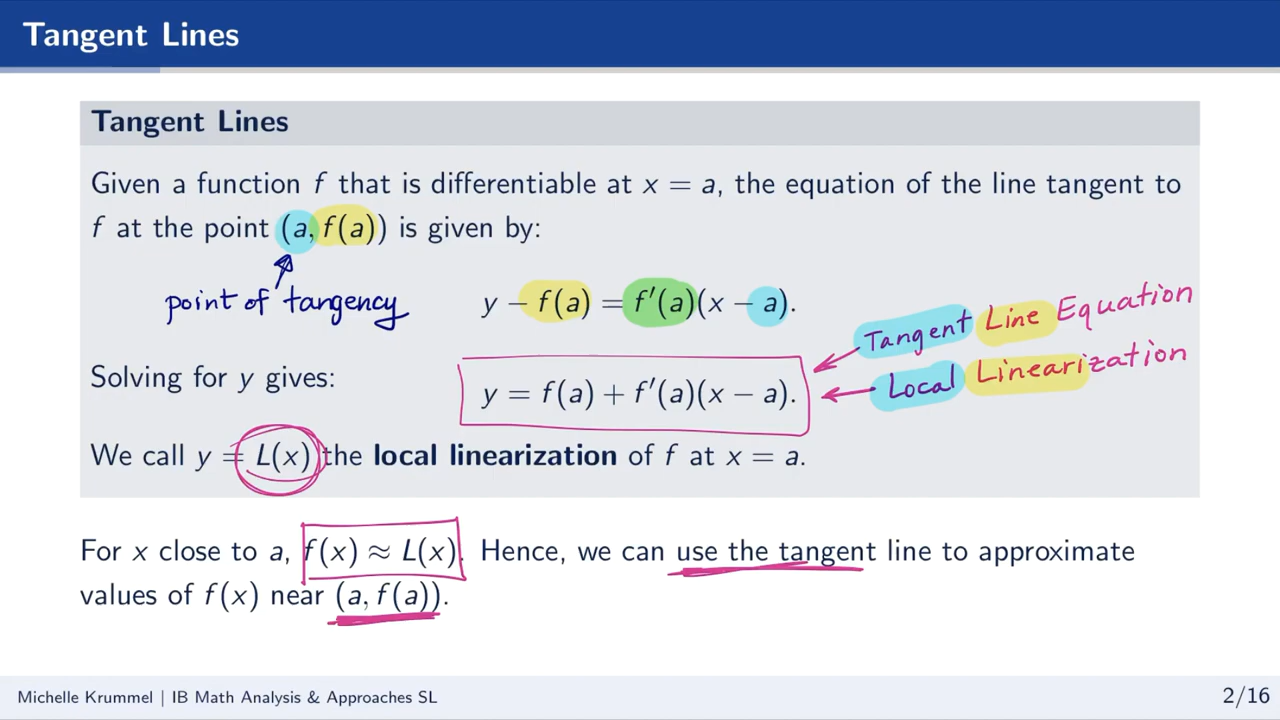 Tangent Lines
Tangent Lines
Given a function f that is differentiable at x = a, the equation of the line tangent to
f at the point (a, f(a)) is given by:
point of tangency
y − f(a) = f′(a)(x − a).
Tangent Line Equation
Solving for y gives:
y = f(a) + f′(a)(x − a).
Local Linearization
We call y = L(x) the local linearization of f at x = a.
For x close to a, f(x) ≈ L(x). Hence, we can use the tangent line to approximate
values of f(x) near (a, f(a)).
Michelle Krummel | IB Math Analysis & Approaches SL
2/16